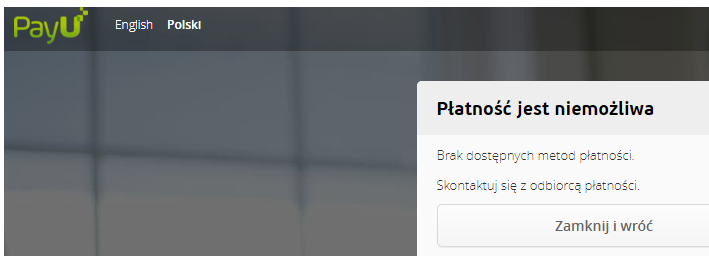 PayU
English Polski
Płatność jest niemożliwa
Brak dostępnych metod płatności.
Skontaktuj się z odbiorcą płatności.
Zamknij i wróć